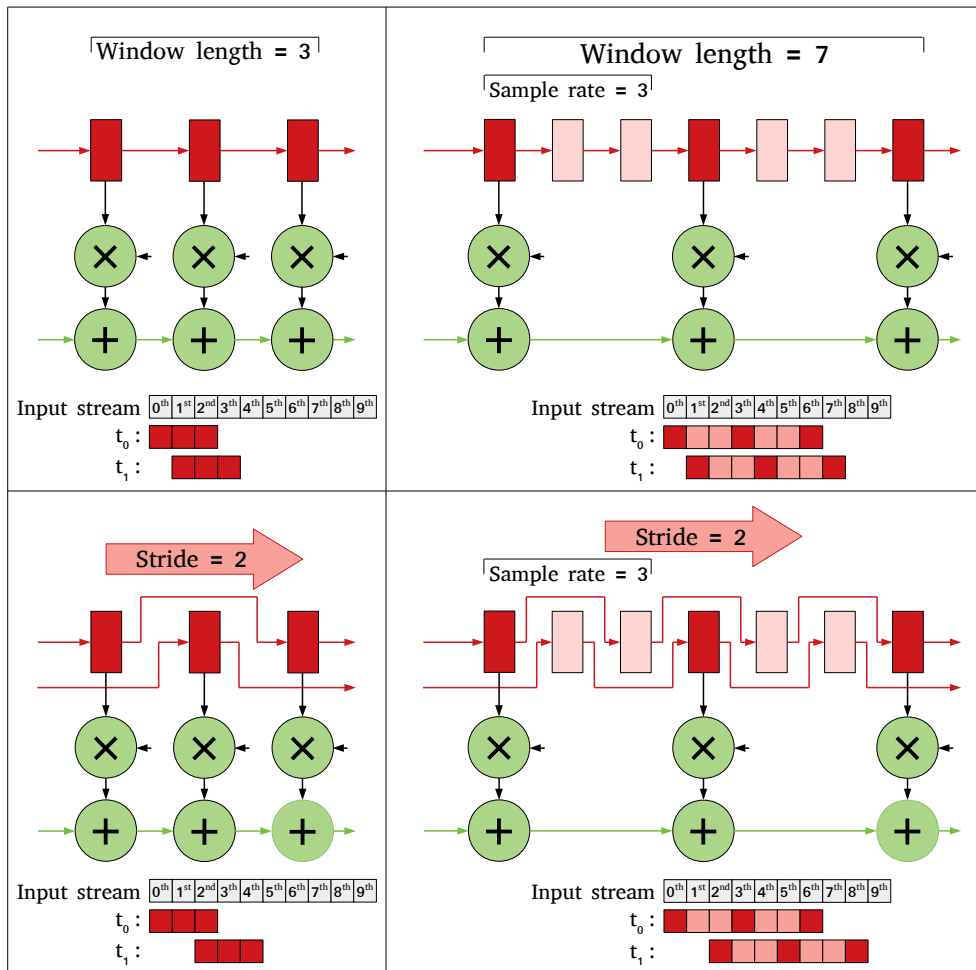 Window length = 3
Input stream 0th 1st 2nd 3th 4th 5th 6th 7th 8th 9th
t0 :
t1 :
Window length = 7
Sample rate = 3
Input stream 0th 1st 2nd 3th 4th 5th 6th 7th 8th 9th
t0 :
t1 :
Stride = 2
Input stream 0th 1st 2nd 3th 4th 5th 6th 7th 8th 9th
t0 :
t1 :
Stride = 2
Sample rate = 3
Input stream 0th 1st 2nd 3th 4th 5th 6th 7th 8th 9th
t0 :
t1 :